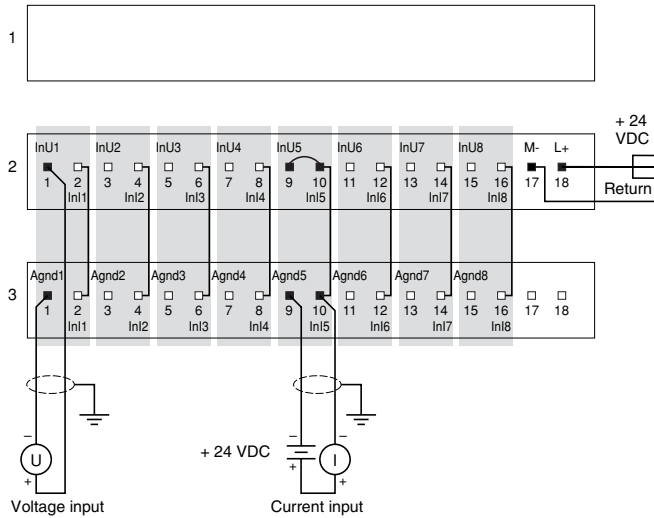 1
+ 24
VDC
InU1 InU2 InU3 InU4 InU5 InU6 InU7 InU8 M- L+
2
1 2 3 4 5 6 7 8 9 10 11 12 13 14 15 16 17 18
InI1 InI2 InI3 InI4 InI5 InI6 InI7 InI8
Return
Agnd1 Agnd2 Agnd3 Agnd4 Agnd5 Agnd6 Agnd7 Agnd8
3
1 2 3 4 5 6 7 8 9 10 11 12 13 14 15 16 17 18
InI1 InI2 InI3 InI4 InI5 InI6 InI7 InI8
– – –
+ 24 VDC
U I
+ + +
Voltage input Current input